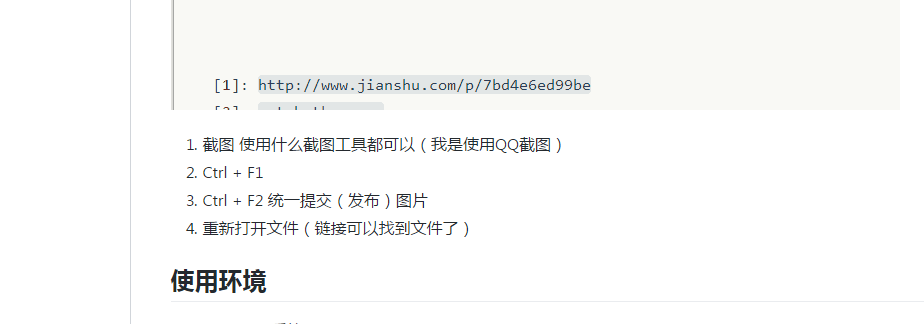 [1]: http://www.jianshu.com/p/7bd4e6ed99be
1. 截图 使用什么截图工具都可以（我是使用QQ截图）
2. Ctrl + F1
3. Ctrl + F2 统一提交（发布）图片
4. 重新打开文件（链接可以找到文件了）
使用环境